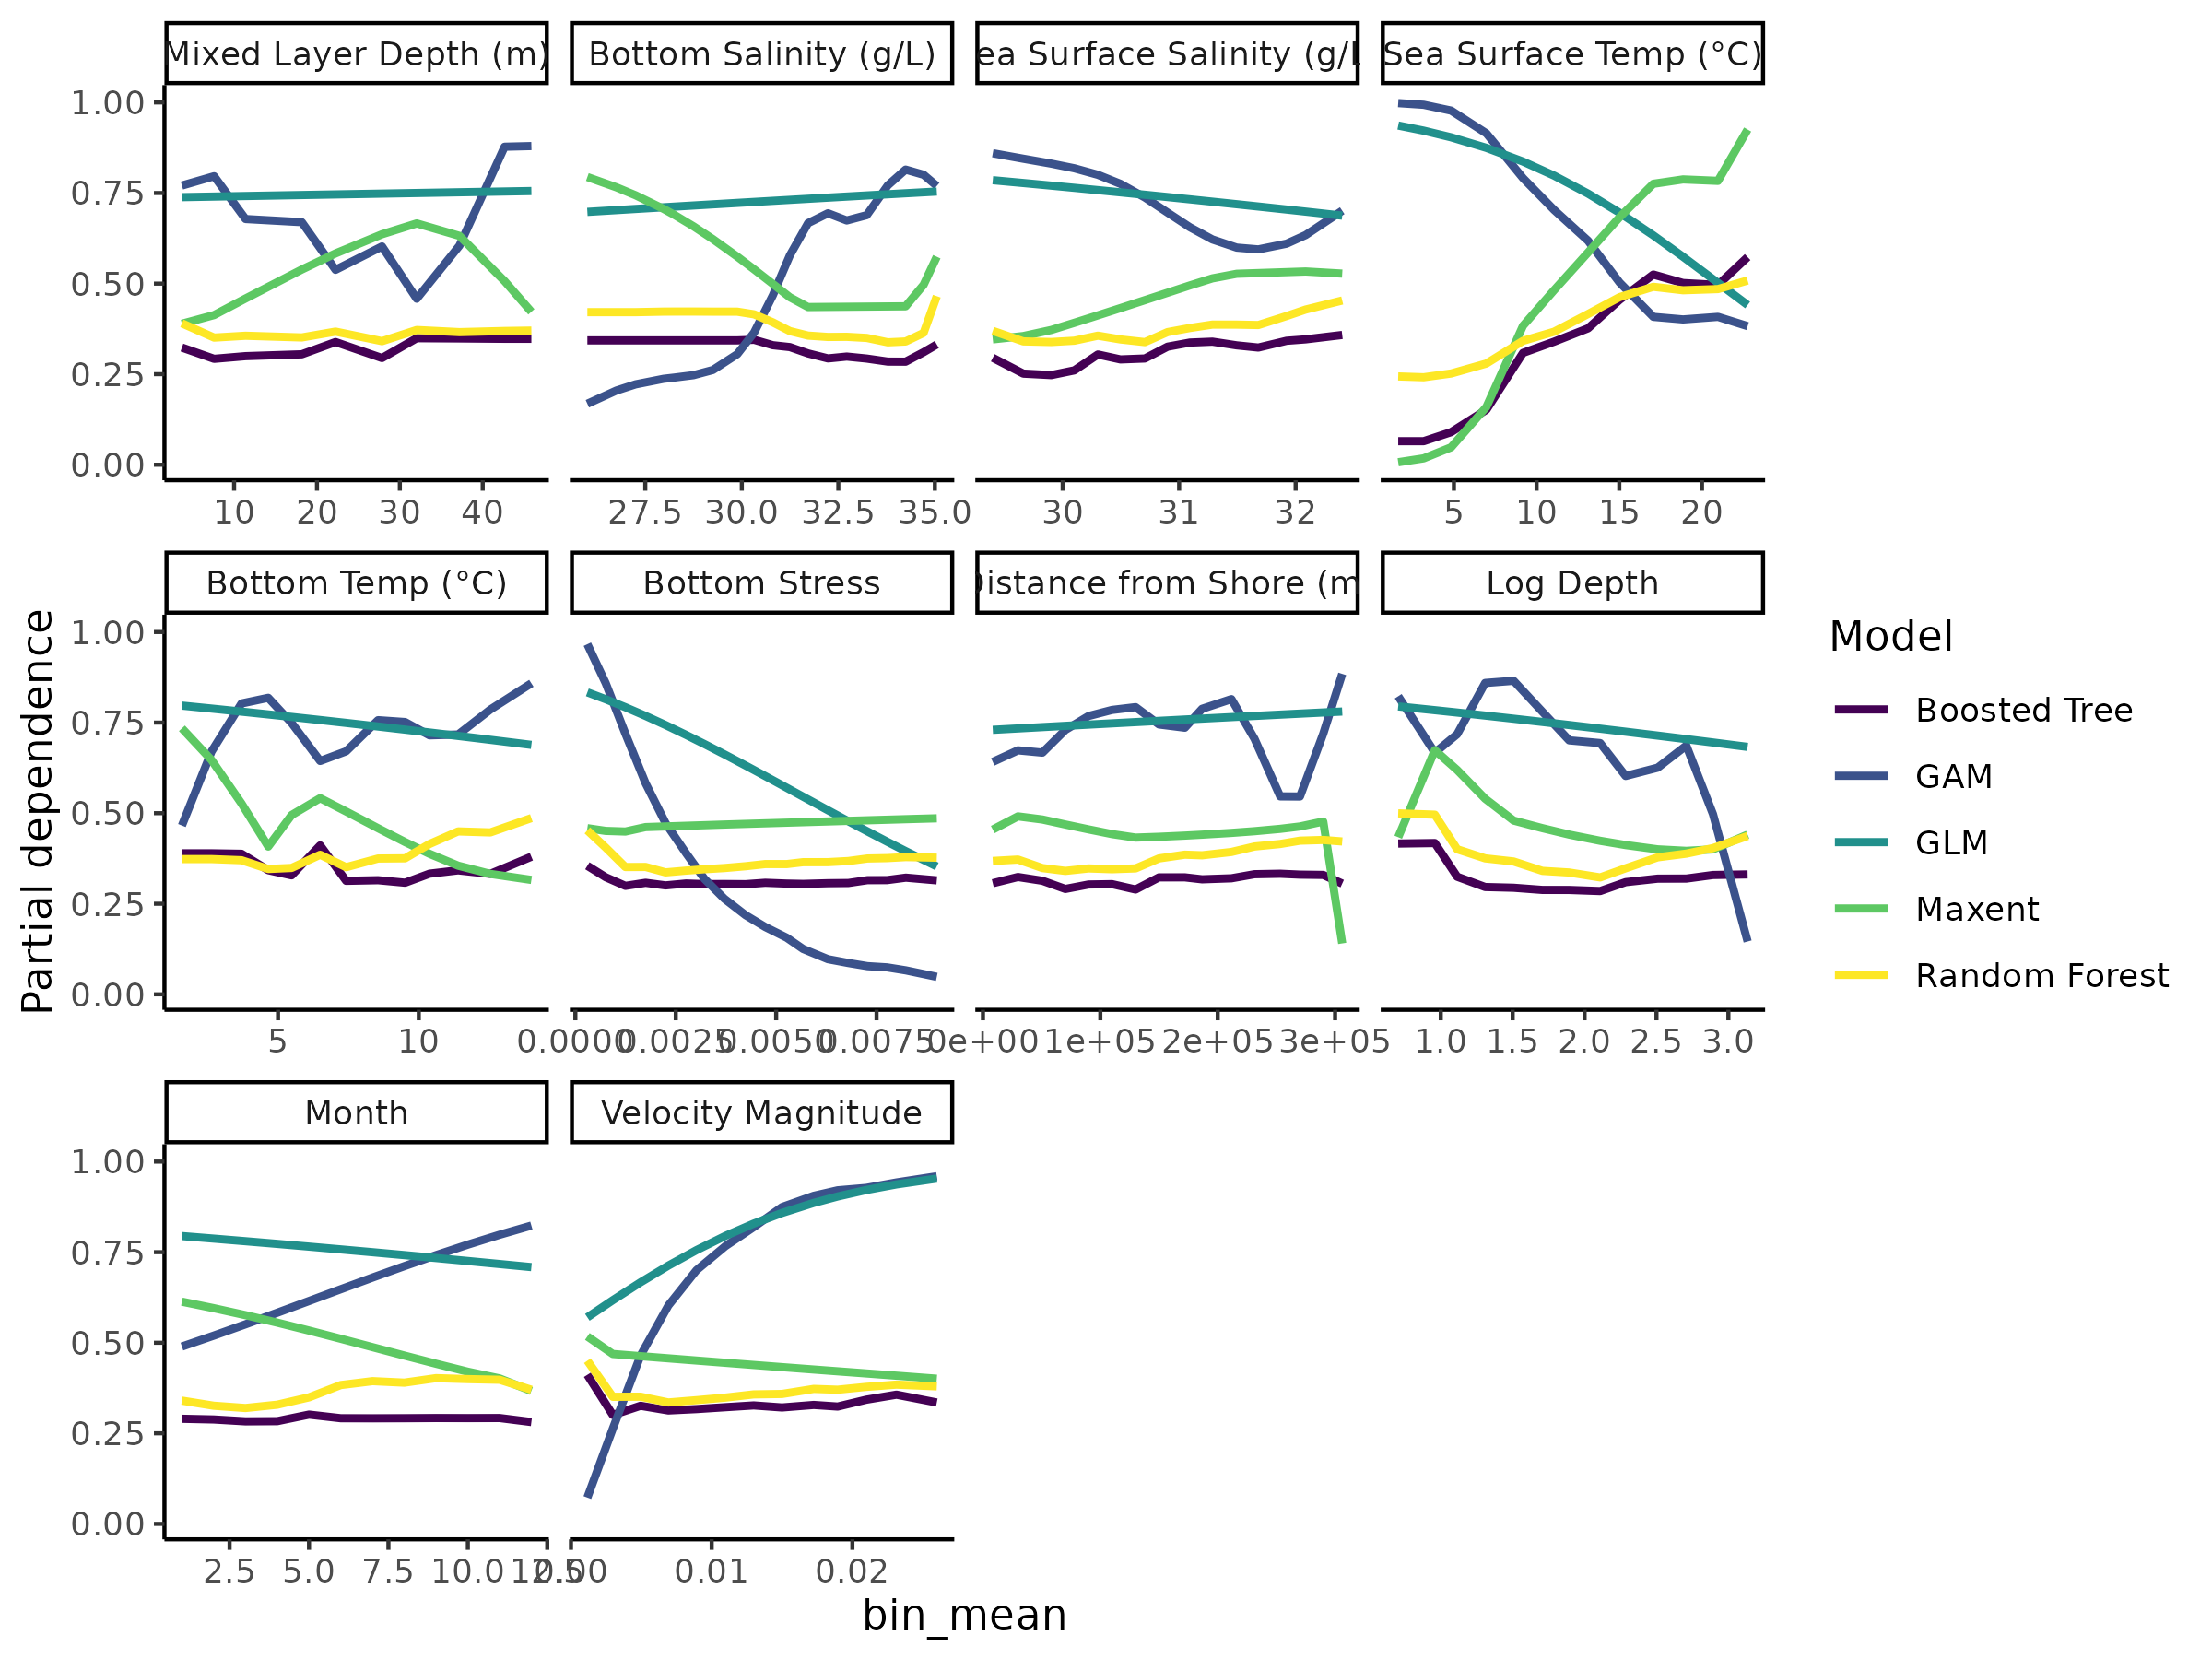 Mixed Layer Depth (m)
Bottom Salinity (g/L)
ea Surface Salinity (g/L
Sea Surface Temp (°C)
1.00
0.75
0.50
0.25
0.00
10 20 30 40
27.5 30.0 32.5 35.0
30 31 32
5 10 15 20
Bottom Temp (°C)
Bottom Stress
Distance from Shore (m
Log Depth
1.00
0.75
0.50
0.25
0.00
5 10
0.0000 0.0025 0.0050 0.0075
0e+00 1e+05 2e+05 3e+05
1.0 1.5 2.0 2.5 3.0
Month
Velocity Magnitude
1.00
0.75
0.50
0.25
0.00
2.5 5.0 7.5 10.0 12.5
0.00 0.01 0.02
Partial dependence
bin_mean
Model
Boosted Tree
GAM
GLM
Maxent
Random Forest